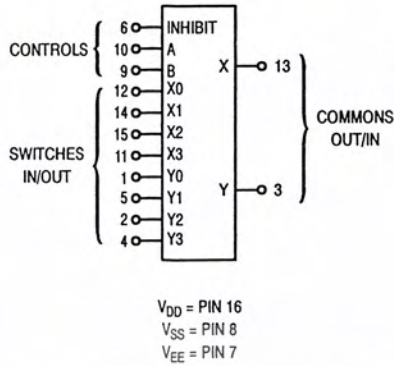 6 INHIBIT
CONTROLS 10 A
9 B
12 X0
14 X1
15 X2
SWITCHES IN/OUT 11 X3
1 Y0
5 Y1
2 Y2
4 Y3
X 13
Y 3
COMMONS
OUT/IN
VDD = PIN 16
VSS = PIN 8
VEE = PIN 7